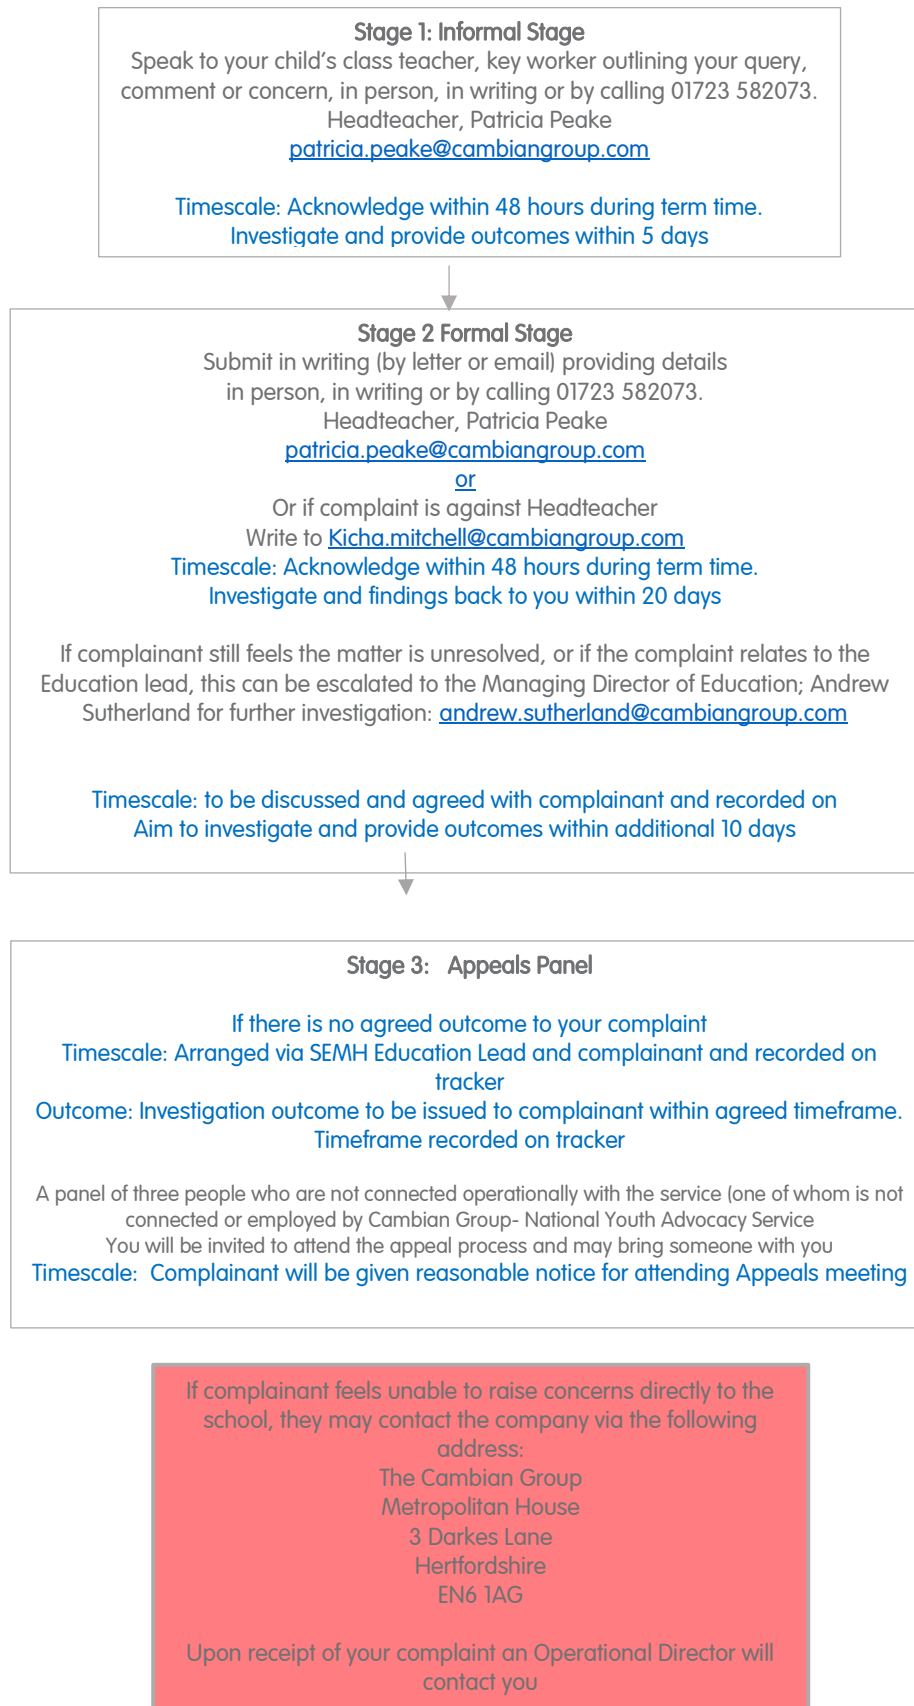 Stage 1: Informal Stage
Speak to your child's class teacher, key worker outlining your query,
comment or concern, in person, in writing or by calling 01723 582073.
Headteacher, Patricia Peake
patricia.peake@cambiangroup.com
Timescale: Acknowledge within 48 hours during term time.
Investigate and provide outcomes within 5 days
Stage 2 Formal Stage
Submit in writing (by letter or email) providing details
in person, in writing or by calling 01723 582073.
Headteacher, Patricia Peake
patricia.peake@cambiangroup.com
or
Or if complaint is against Headteacher
Write to Kicha.mitchell@cambiangroup.com
Timescale: Acknowledge within 48 hours during term time.
Investigate and findings back to you within 20 days
If complainant still feels the matter is unresolved, or if the complaint relates to the
Education lead, this can be escalated to the Managing Director of Education; Andrew
Sutherland for further investigation: andrew.sutherland@cambiangroup.com
Timescale: to be discussed and agreed with complainant and recorded on
Aim to investigate and provide outcomes within additional 10 days
Stage 3: Appeals Panel
If there is no agreed outcome to your complaint
Timescale: Arranged via SEMH Education Lead and complainant and recorded on
tracker
Outcome: Investigation outcome to be issued to complainant within agreed timeframe.
Timeframe recorded on tracker
A panel of three people who are not connected operationally with the service (one of whom is not
connected or employed by Cambian Group- National Youth Advocacy Service
You will be invited to attend the appeal process and may bring someone with you
Timescale: Complainant will be given reasonable notice for attending Appeals meeting
If complainant feels unable to raise concerns directly to the
school, they may contact the company via the following
address:
The Cambian Group
Metropolitan House
3 Darkes Lane
Hertfordshire
EN6 1AG
Upon receipt of your complaint an Operational Director will
contact you